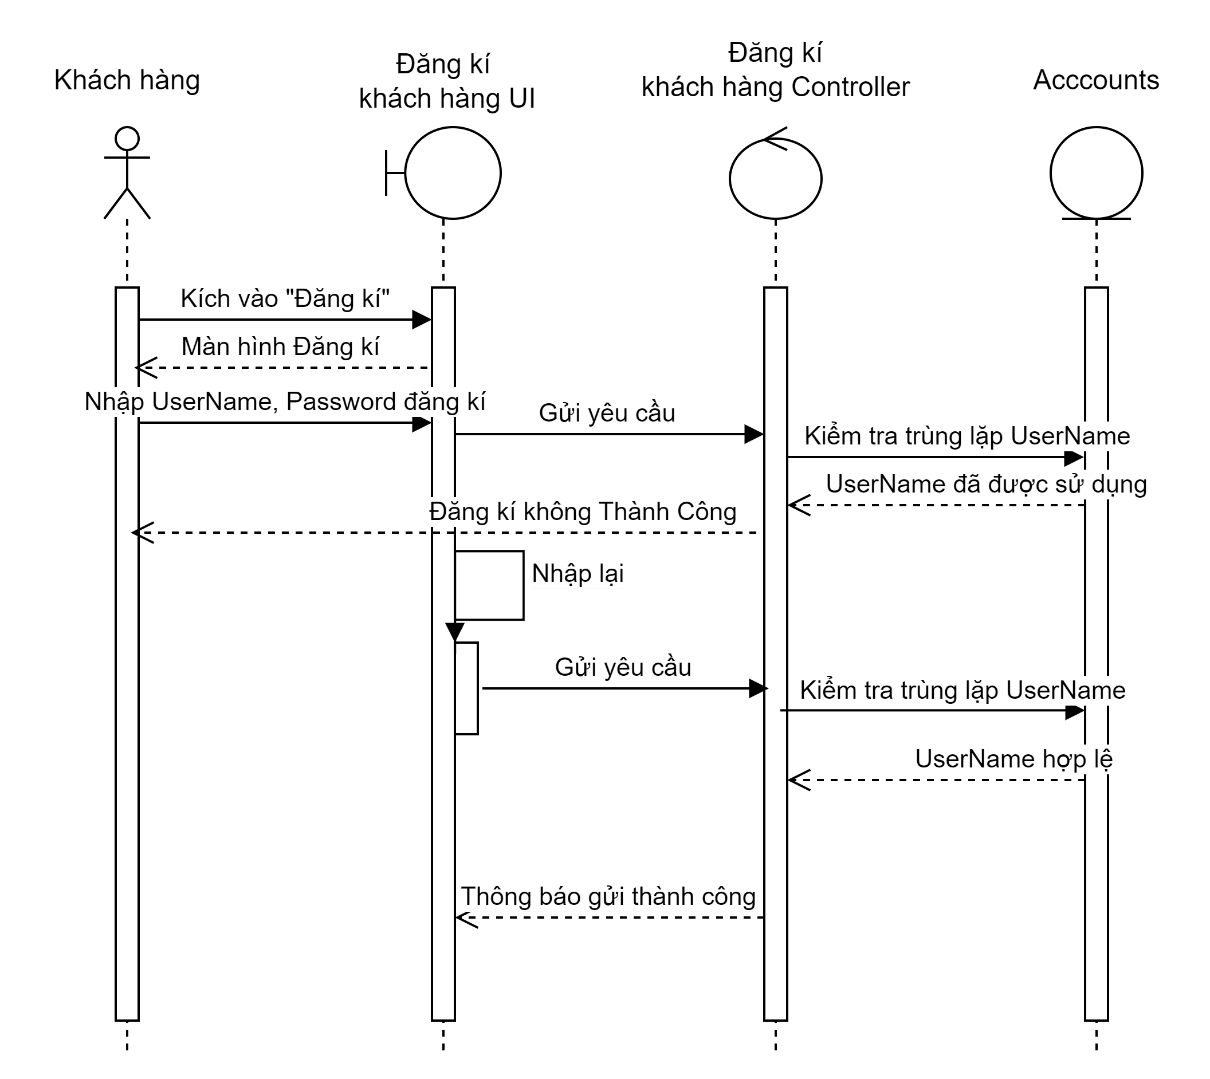 Khách hàng
Đăng kí
khách hàng UI
Đăng kí
khách hàng Controller
Acccounts
Kích vào "Đăng kí"
Màn hình Đăng kí
Nhập UserName, Password đăng kí
Gửi yêu cầu
Kiểm tra trùng lặp UserName
UserName đã được sử dụng
Đăng kí không Thành Công
Nhập lại
Gửi yêu cầu
Kiểm tra trùng lặp UserName
UserName hợp lệ
Thông báo gửi thành công